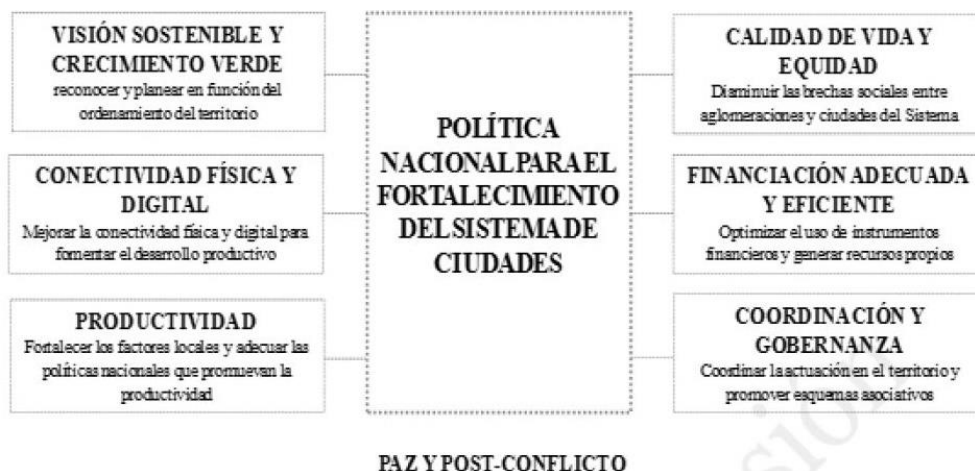 VISIÓN SOSTENIBLE Y
CRECIMIENTO VERDE
reconocer y planear en función del
ordenamiento del territorio
CONECTIVIDAD FÍSICA Y
DIGITAL
Mejorar la conectividad física y digital para
fomentar el desarrollo productivo
PRODUCTIVIDAD
Fortalecer los factores locales y adecuar las
políticas nacionales que promuevan la
productividad
POLÍTICA
NACIONAL PARA EL
FORTALECIMIENTO
DEL SISTEMA DE
CIUDADES
CALIDAD DE VIDA Y
EQUIDAD
Disminuir las brechas sociales entre
aglomeraciones y ciudades del Sistema
FINANCIACIÓN ADECUADA
Y EFICIENTE
Optimizar el uso de instrumentos
financieros y generar recursos propios
COORDINACIÓN Y
GOBERNANZA
Coordinar la actuación en el territorio y
promover esquemas asociativos
PAZ Y POST-CONFLICTO